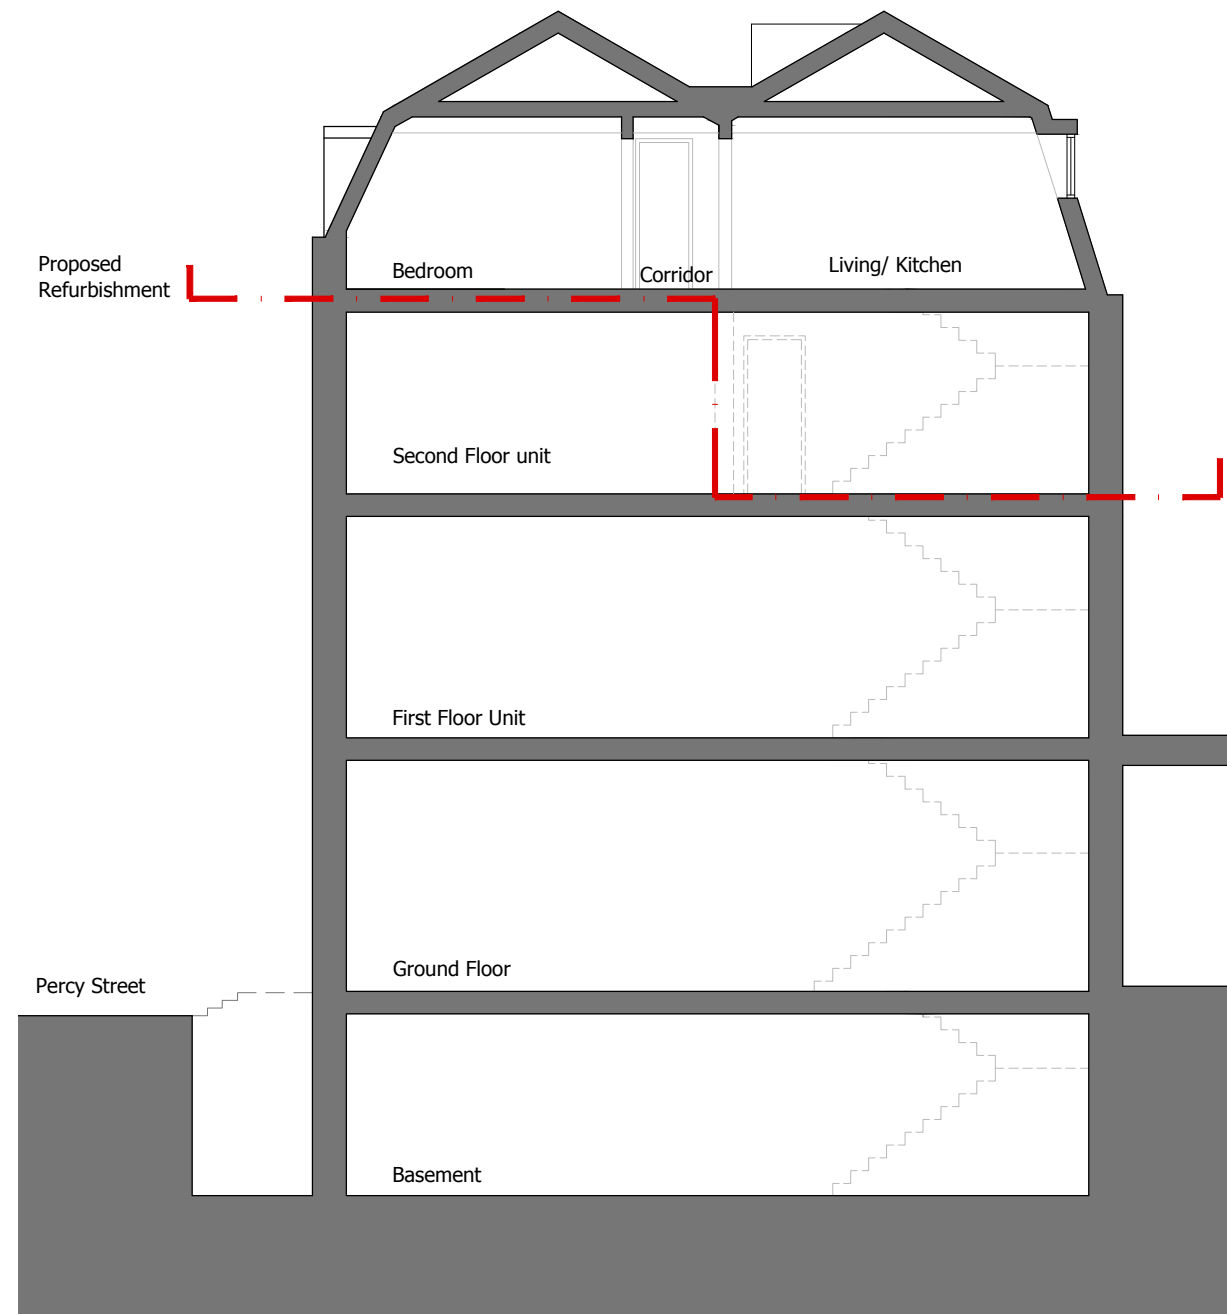 Proposed
Refurbishment
Bedroom
Corridor
Living/ Kitchen
Second Floor unit
First Floor Unit
Ground Floor
Percy Street
Basement